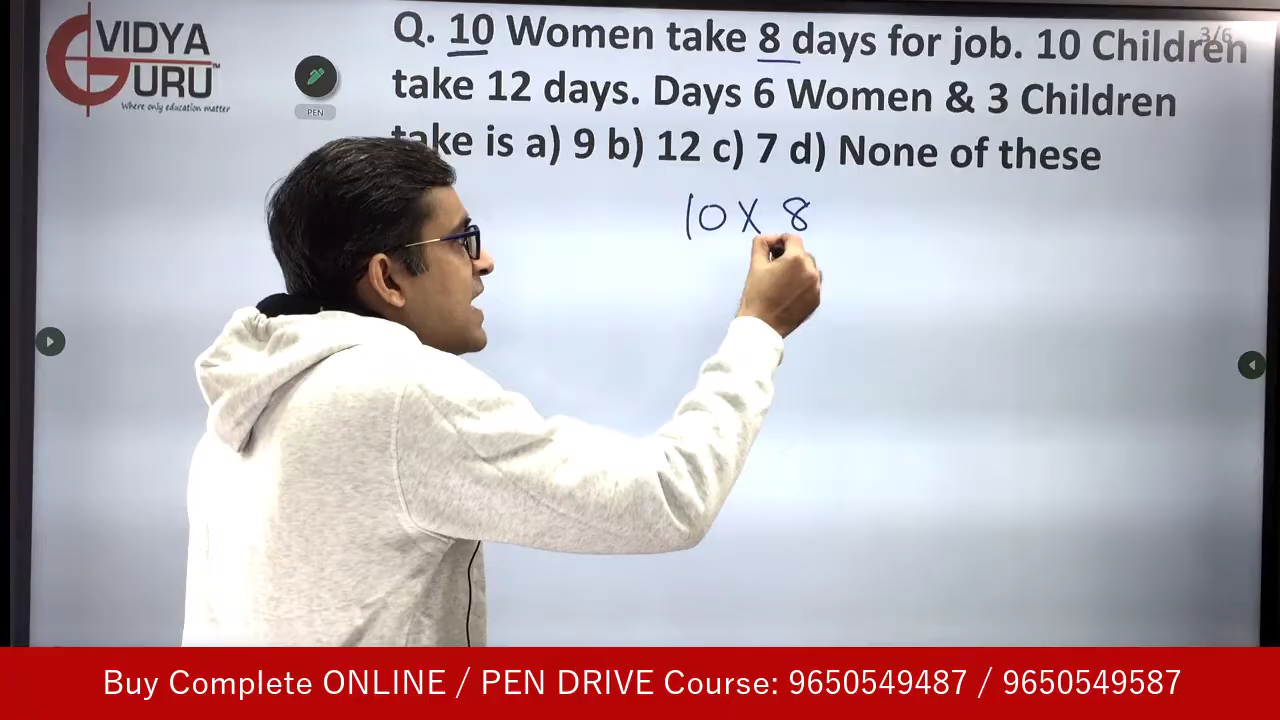 VIDYA
GURU™
Where only education matter
PEN
3/6
Q. 10 Women take 8 days for job. 10 Children
take 12 days. Days 6 Women & 3 Children
take is a) 9 b) 12 c) 7 d) None of these
10 X 8
Buy Complete ONLINE / PEN DRIVE Course: 9650549487 / 9650549587